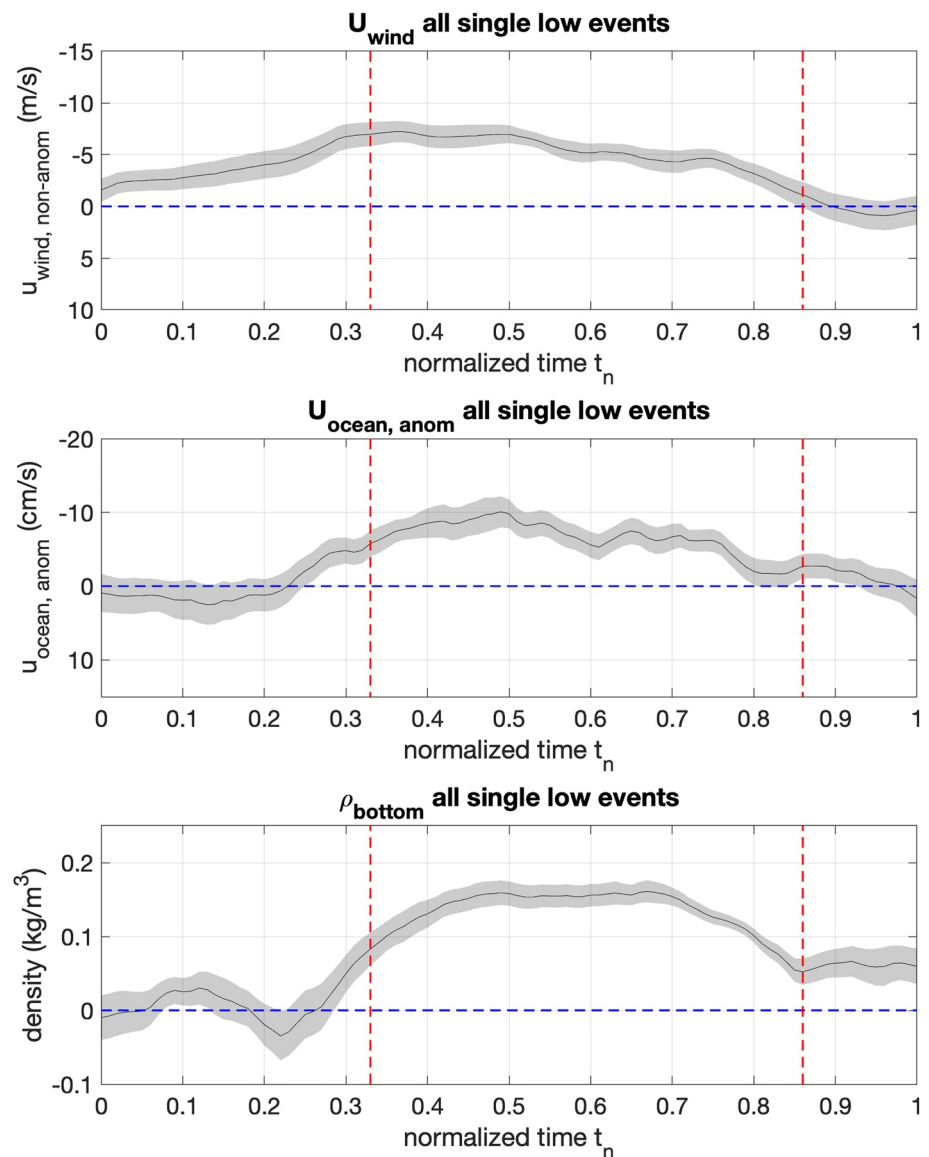 U_wind all single low events
-15
-10
-5
0
5
10
u_wind, non-anom (m/s)
0 0.1 0.2 0.3 0.4 0.5 0.6 0.7 0.8 0.9 1
normalized time t_n
U_ocean, anom all single low events
-20
-10
0
10
u_ocean, anom (cm/s)
0 0.1 0.2 0.3 0.4 0.5 0.6 0.7 0.8 0.9 1
normalized time t_n
ρ_bottom all single low events
0.2
0.1
0
-0.1
density (kg/m³)
0 0.1 0.2 0.3 0.4 0.5 0.6 0.7 0.8 0.9 1
normalized time t_n